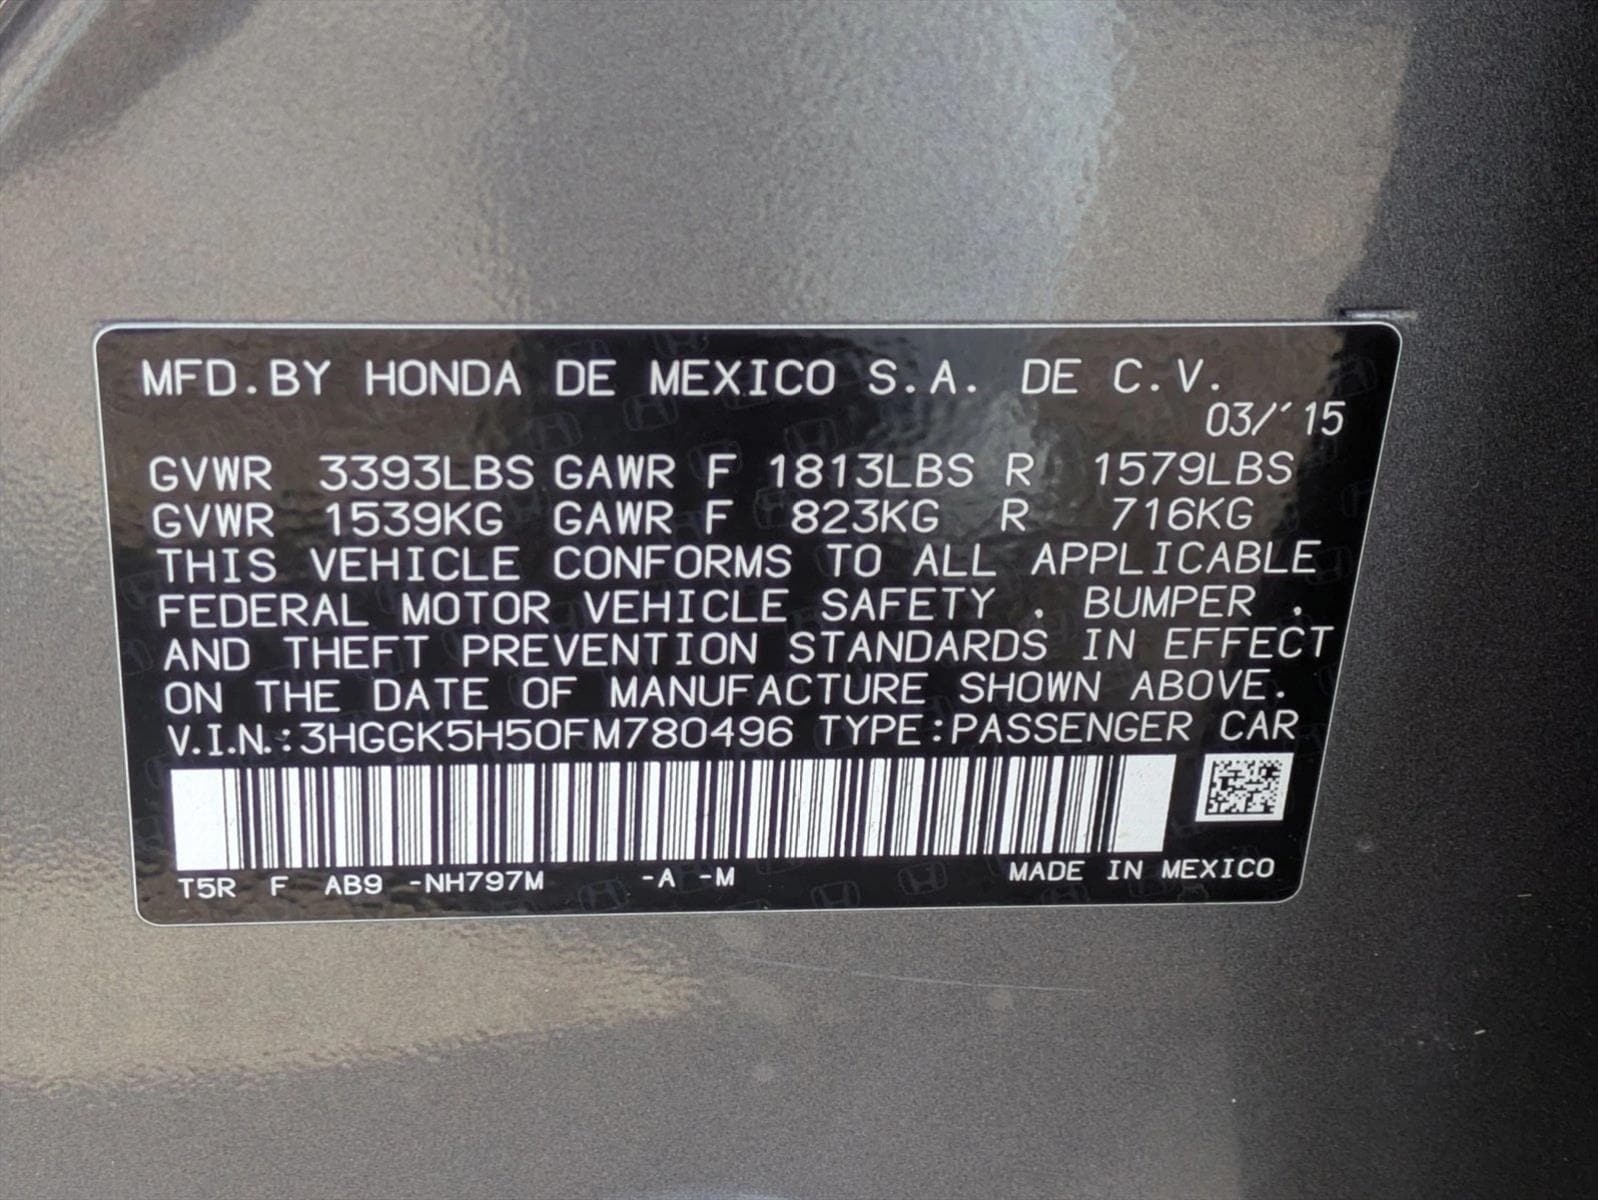 MFD.BY HONDA DE MEXICO S.A. DE C.V.
03/'15
GVWR 3393LBS GAWR F 1813LBS R 1579LBS
GVWR 1539KG GAWR F 823KG R 716KG
THIS VEHICLE CONFORMS TO ALL APPLICABLE
FEDERAL MOTOR VEHICLE SAFETY , BUMPER ,
AND THEFT PREVENTION STANDARDS IN EFFECT
ON THE DATE OF MANUFACTURE SHOWN ABOVE.
V.I.N.:3HGGK5H50FM780496 TYPE:PASSENGER CAR
T5R F AB9 -NH797M -A -M MADE IN MEXICO